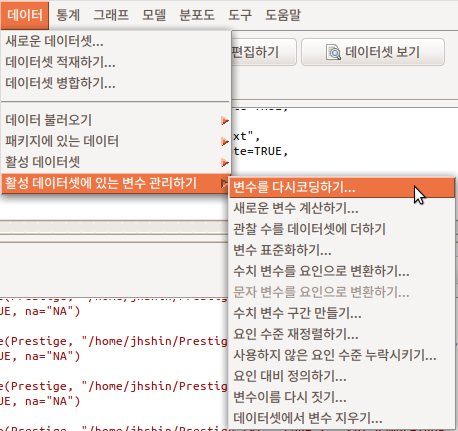 데이터 통계 그래프 모델 분포도 도구 도움말
새로운 데이터셋...
데이터셋 적재하기...
데이터셋 병합하기...
데이터 불러오기
패키지에 있는 데이터
활성 데이터셋
활성 데이터셋에 있는 변수 관리하기
편집하기 데이터셋 보기
xt",
te=TRUE,
변수를 다시코딩하기...
새로운 변수 계산하기...
관찰 수를 데이터셋에 더하기
변수 표준화하기...
수치 변수를 요인으로 변환하기...
문자 변수를 요인으로 변환하기...
수치 변수 구간 만들기...
요인 수준 재정렬하기...
사용하지 않은 요인 수준 누락시키기...
요인 대비 정의하기...
변수이름 다시 짓기...
데이터셋에서 변수 지우기...
e(Prestige, "/home/jhshin/Prestig
UE, na="NA")
e(Prestige, "/home/jhshin/Prestig
UE, na="NA")
e(Prestige, "/home/jhshin/Prestig
UE, na="NA")